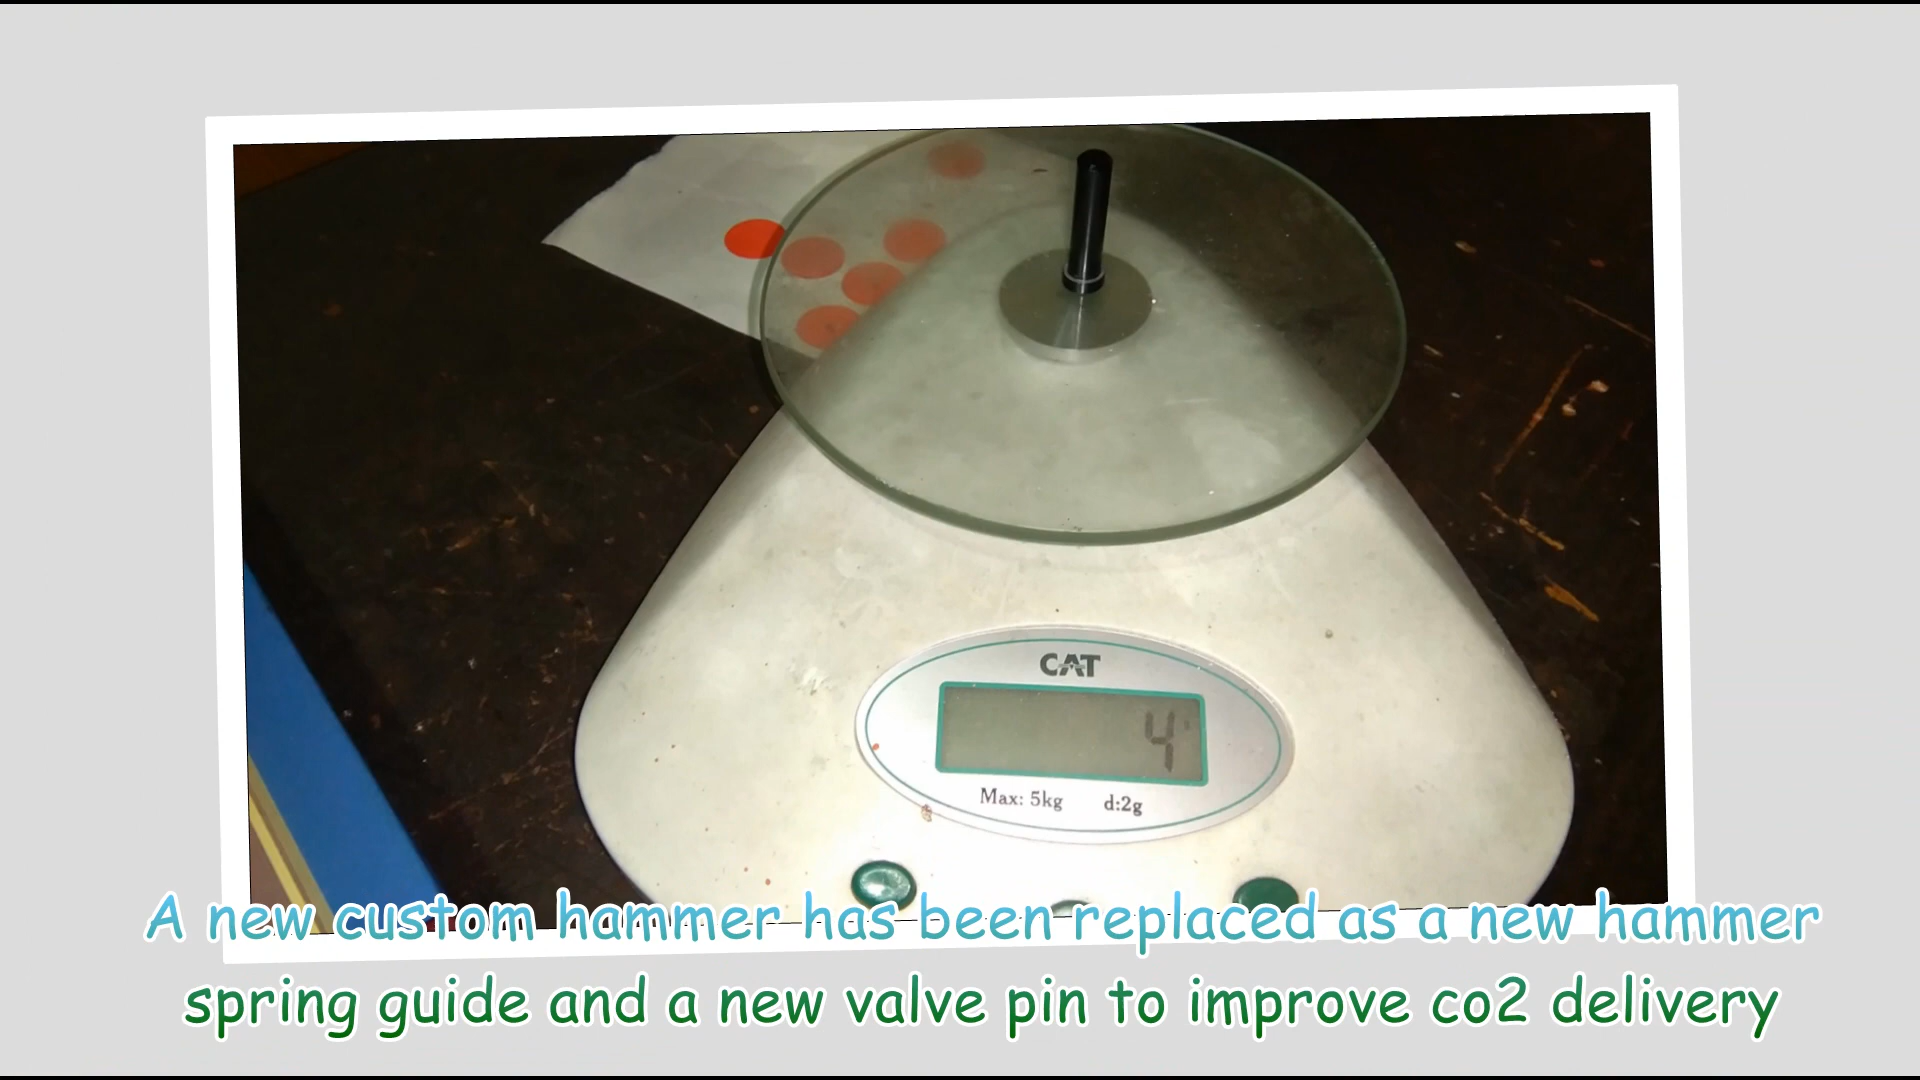 CAT
4
Max: 5kg d:2g
A new custom hammer has been replaced as a new hammer
spring guide and a new valve pin to improve co2 delivery